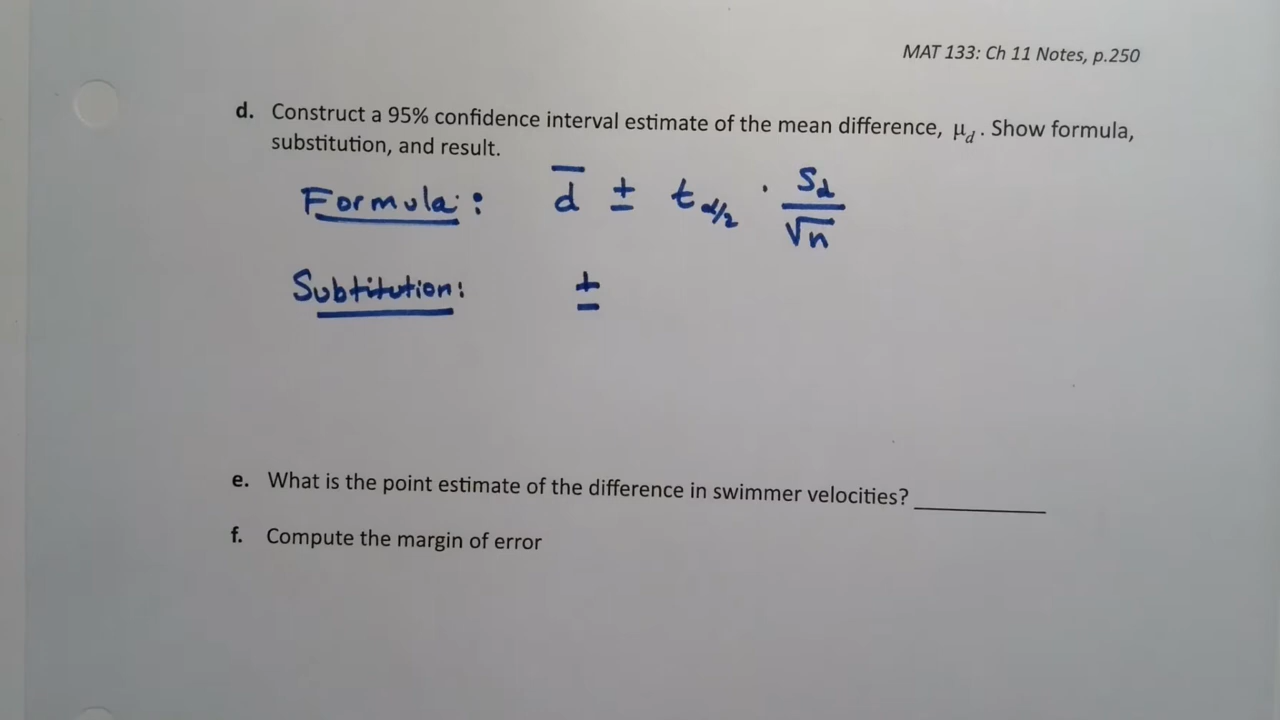 MAT 133: Ch 11 Notes, p.250
d. Construct a 95% confidence interval estimate of the mean difference, μd. Show formula,
substitution, and result.
Formula: d̄ ± tα/2 · sd/√n
Subtitution: ±
e. What is the point estimate of the difference in swimmer velocities? __________
f. Compute the margin of error